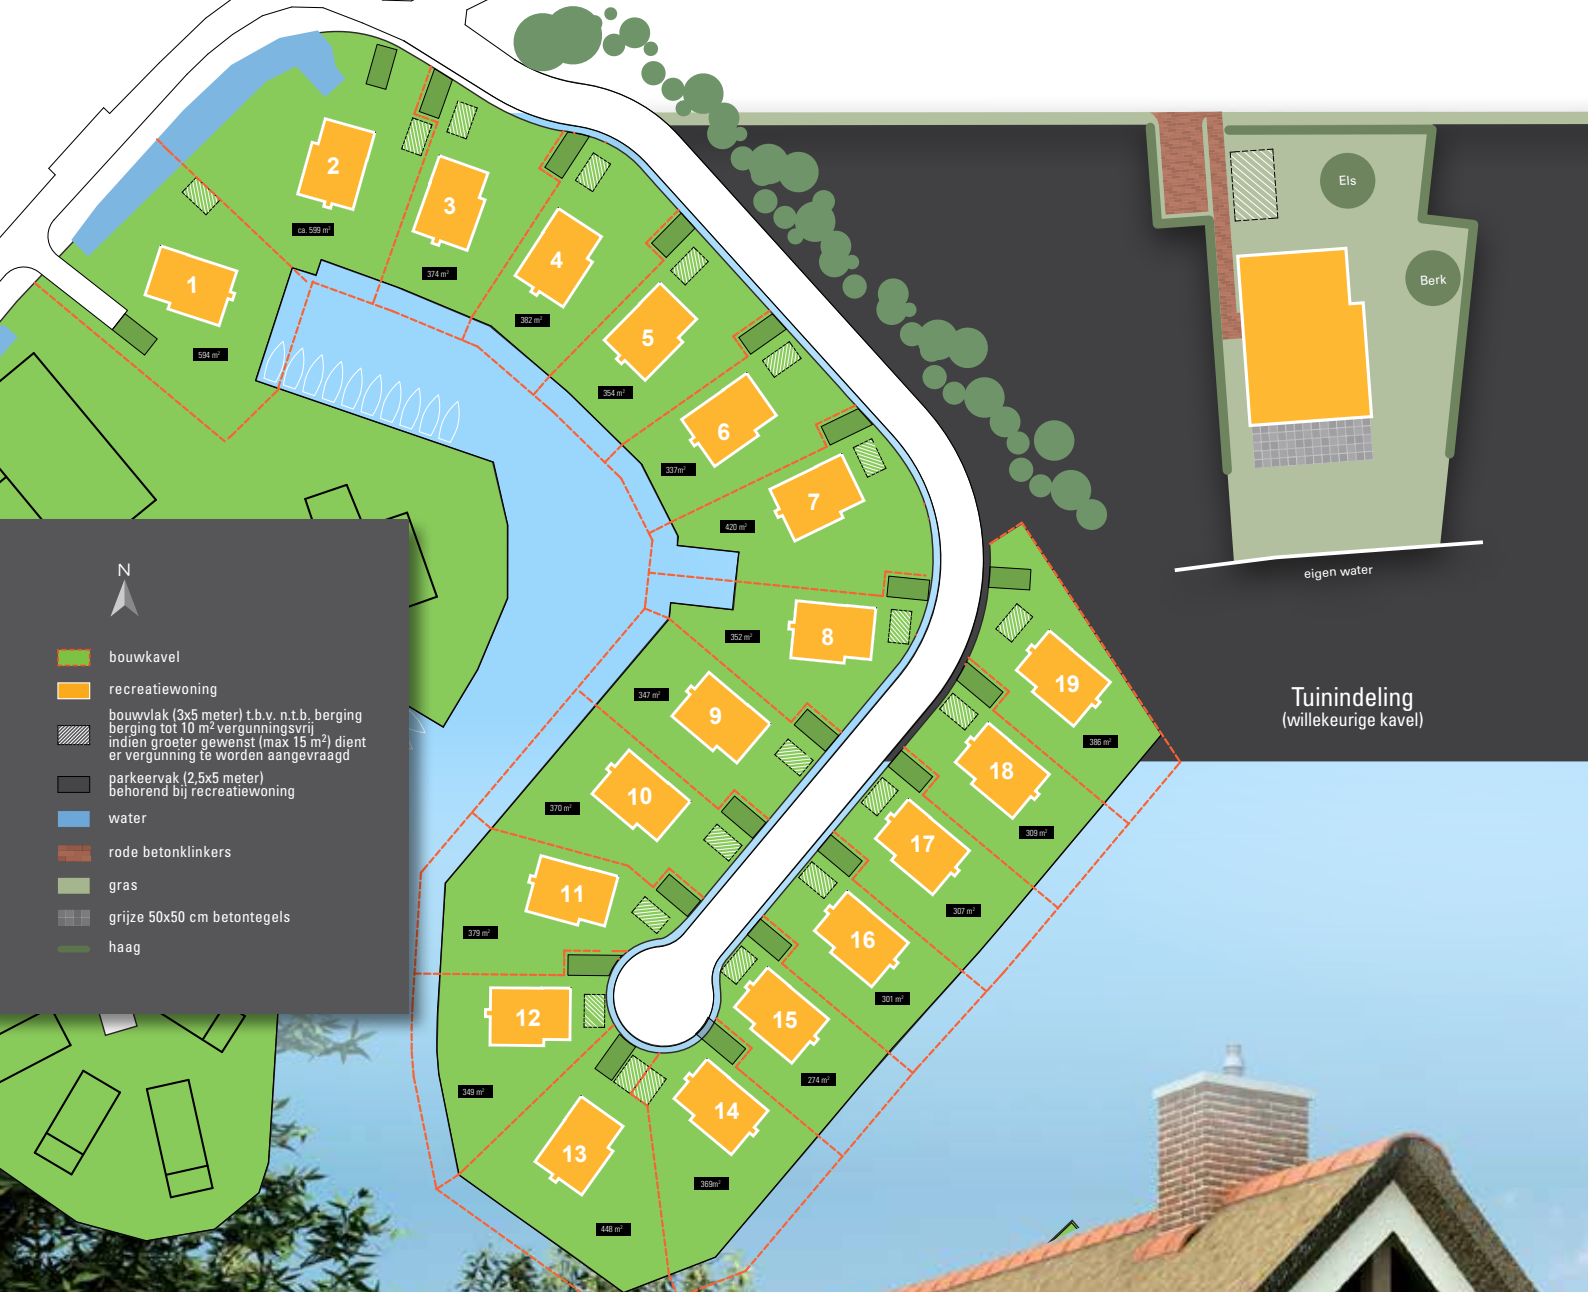 1
594 m²
2
ca. 599 m²
3
374 m²
4
382 m²
5
354 m²
6
337m²
7
420 m²
8
352 m²
9
347 m²
10
370 m²
11
379 m²
12
349 m²
13
448 m²
14
369m²
15
274 m²
16
301 m²
17
307 m²
18
309 m²
19
386 m²
N
bouwkavel
recreatiewoning
bouwvlak (3x5 meter) t.b.v. n.t.b. berging
berging tot 10 m² vergunningsvrij
indien groeter gewenst (max 15 m²) dient
er vergunning te worden aangevraagd
parkeervak (2,5x5 meter)
behorend bij recreatiewoning
water
rode betonklinkers
gras
grijze 50x50 cm betontegels
haag
Els
Berk
eigen water
Tuinindeling
(willekeurige kavel)